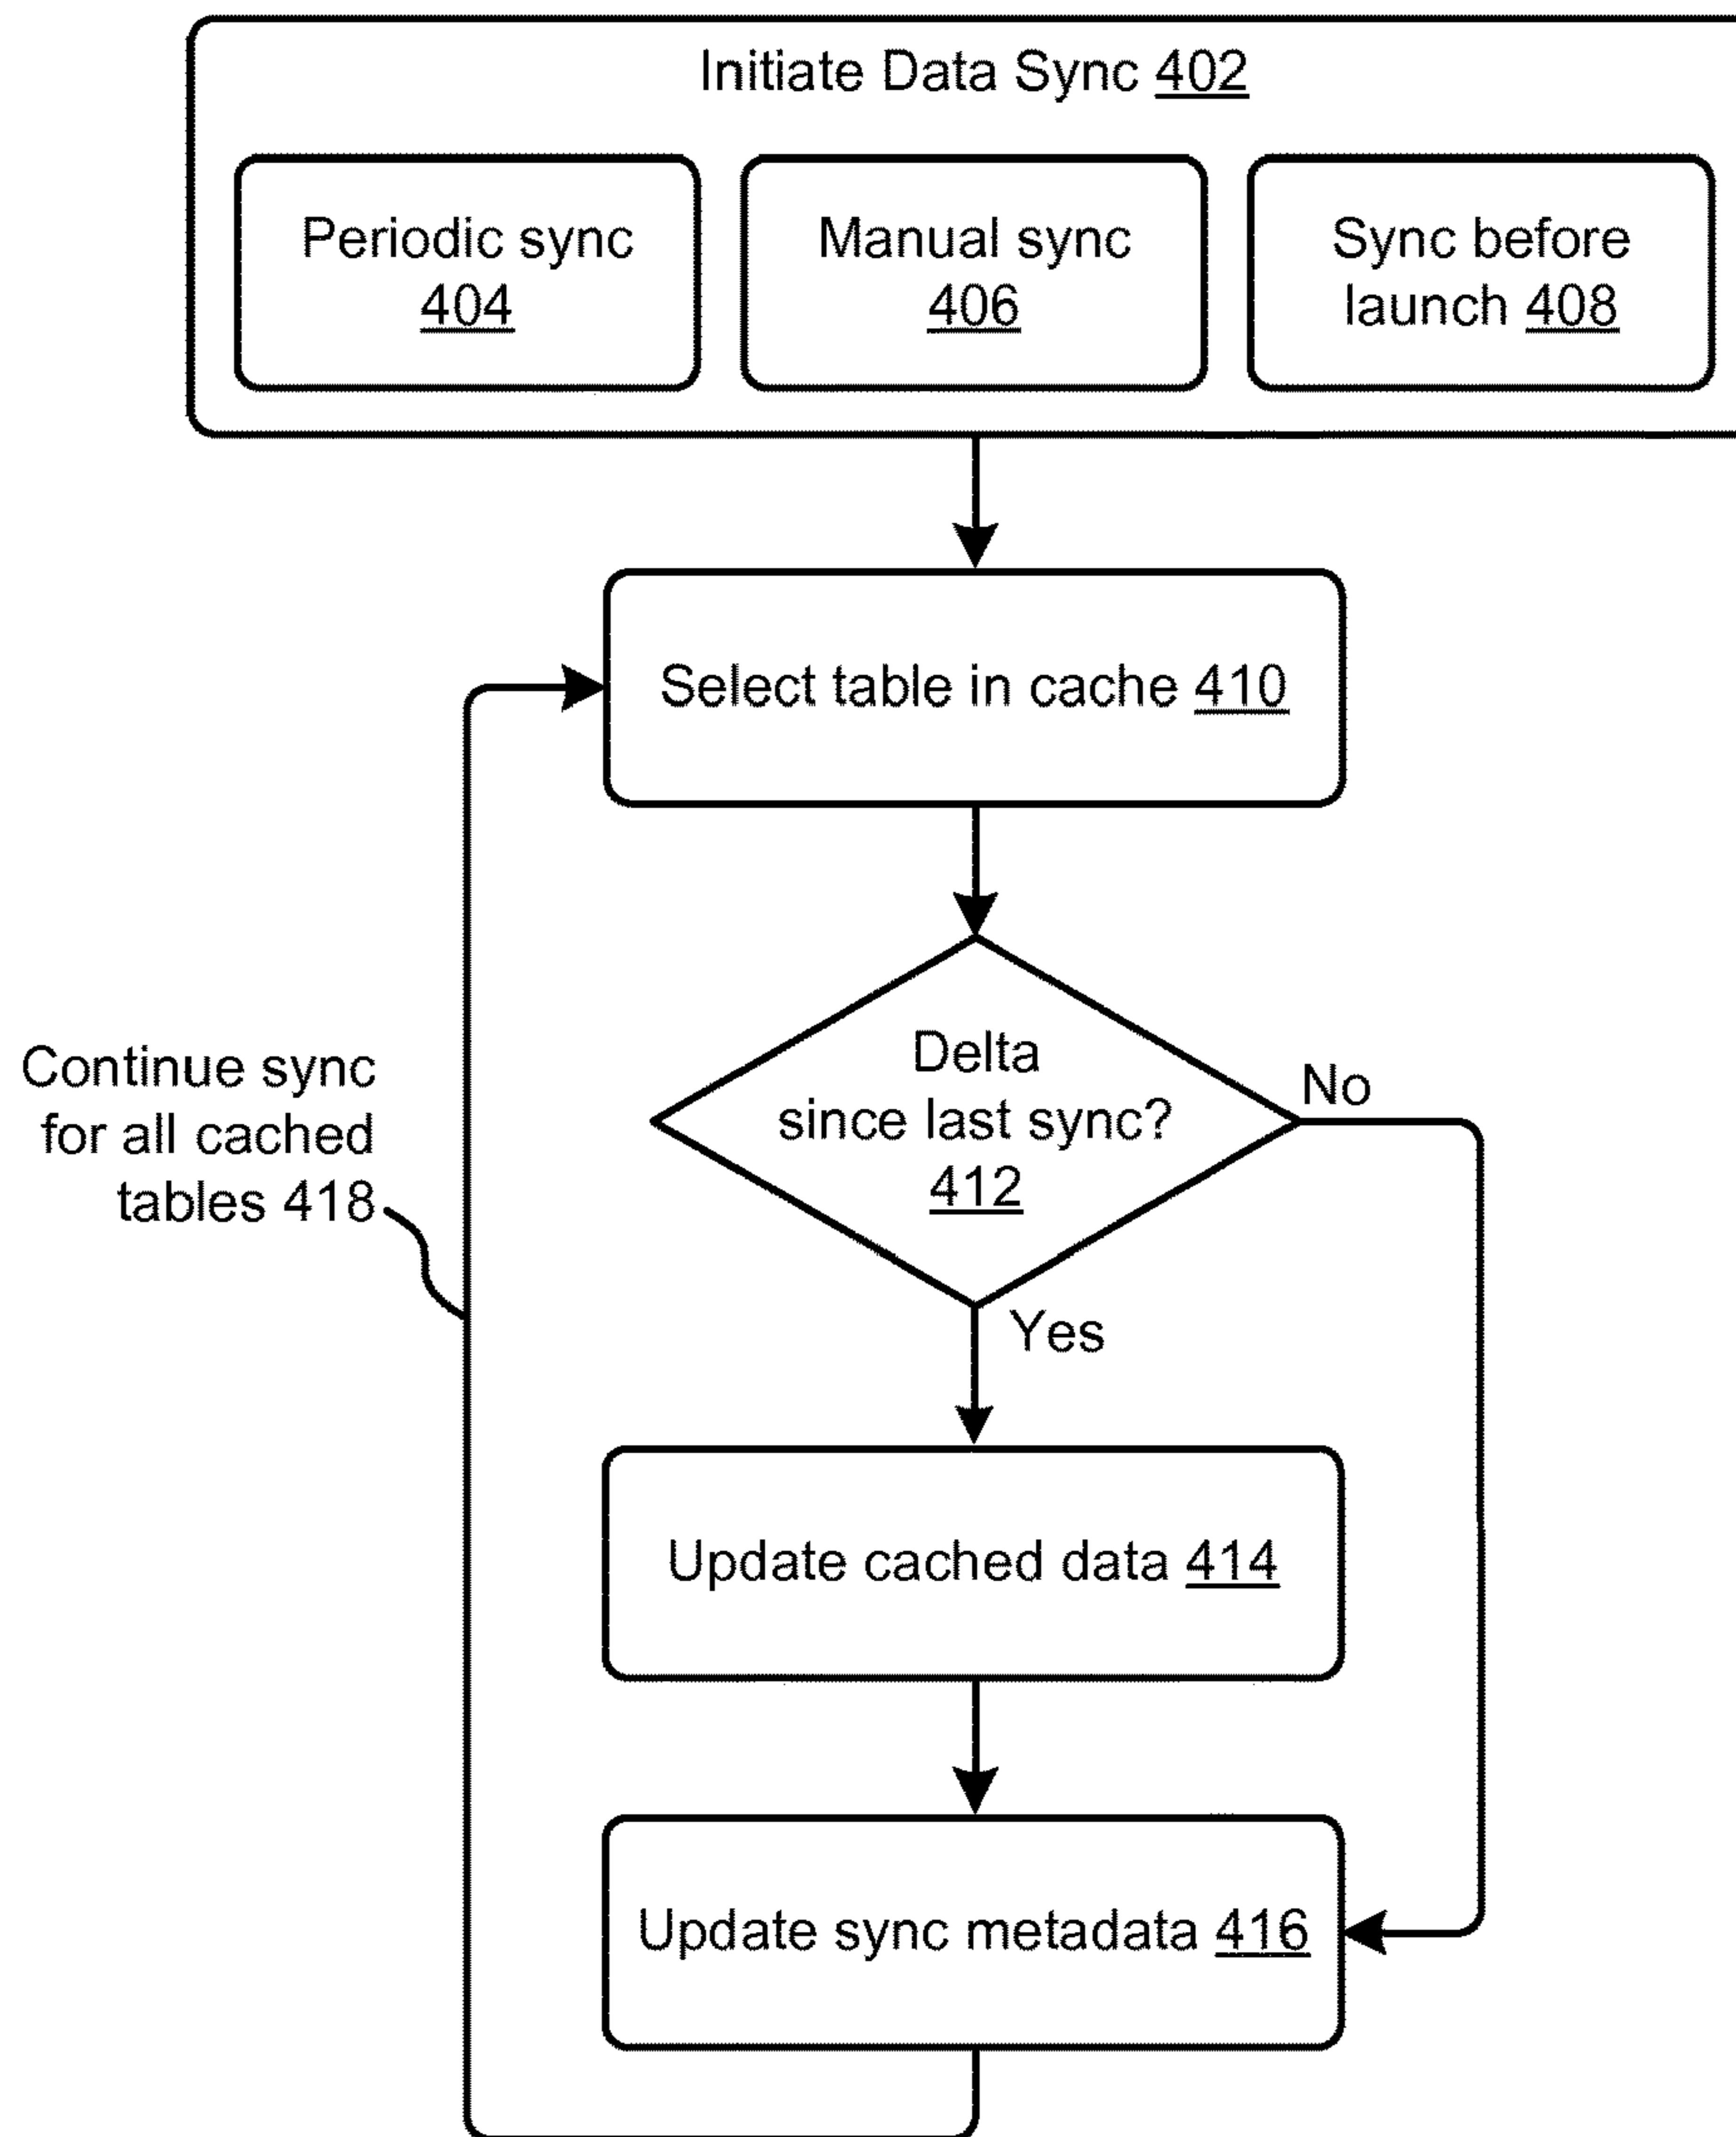 Initiate Data Sync 402
Periodic sync
404
Manual sync
406
Sync before
launch 408
Select table in cache 410
Delta
since last sync?
412
No
Continue sync
for all cached
tables 418
Yes
Update cached data 414
Update sync metadata 416